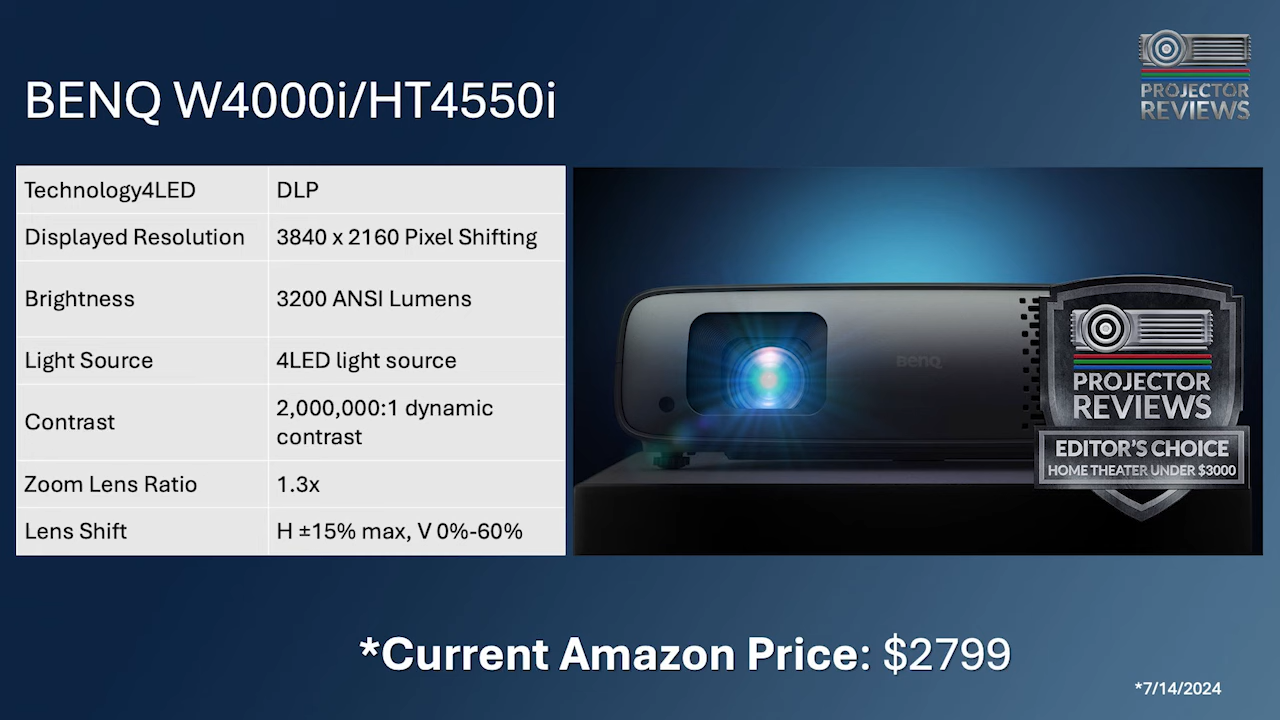 PROJECTOR
REVIEWS
BENQ W4000i/HT4550i
Technology4LED DLP
Displayed Resolution 3840 x 2160 Pixel Shifting
Brightness 3200 ANSI Lumens
Light Source 4LED light source
Contrast 2,000,000:1 dynamic
contrast
Zoom Lens Ratio 1.3x
Lens Shift H ±15% max, V 0%-60%
BenQ
PROJECTOR
REVIEWS
EDITOR'S CHOICE
HOME THEATER UNDER $3000
*Current Amazon Price: $2799
*7/14/2024